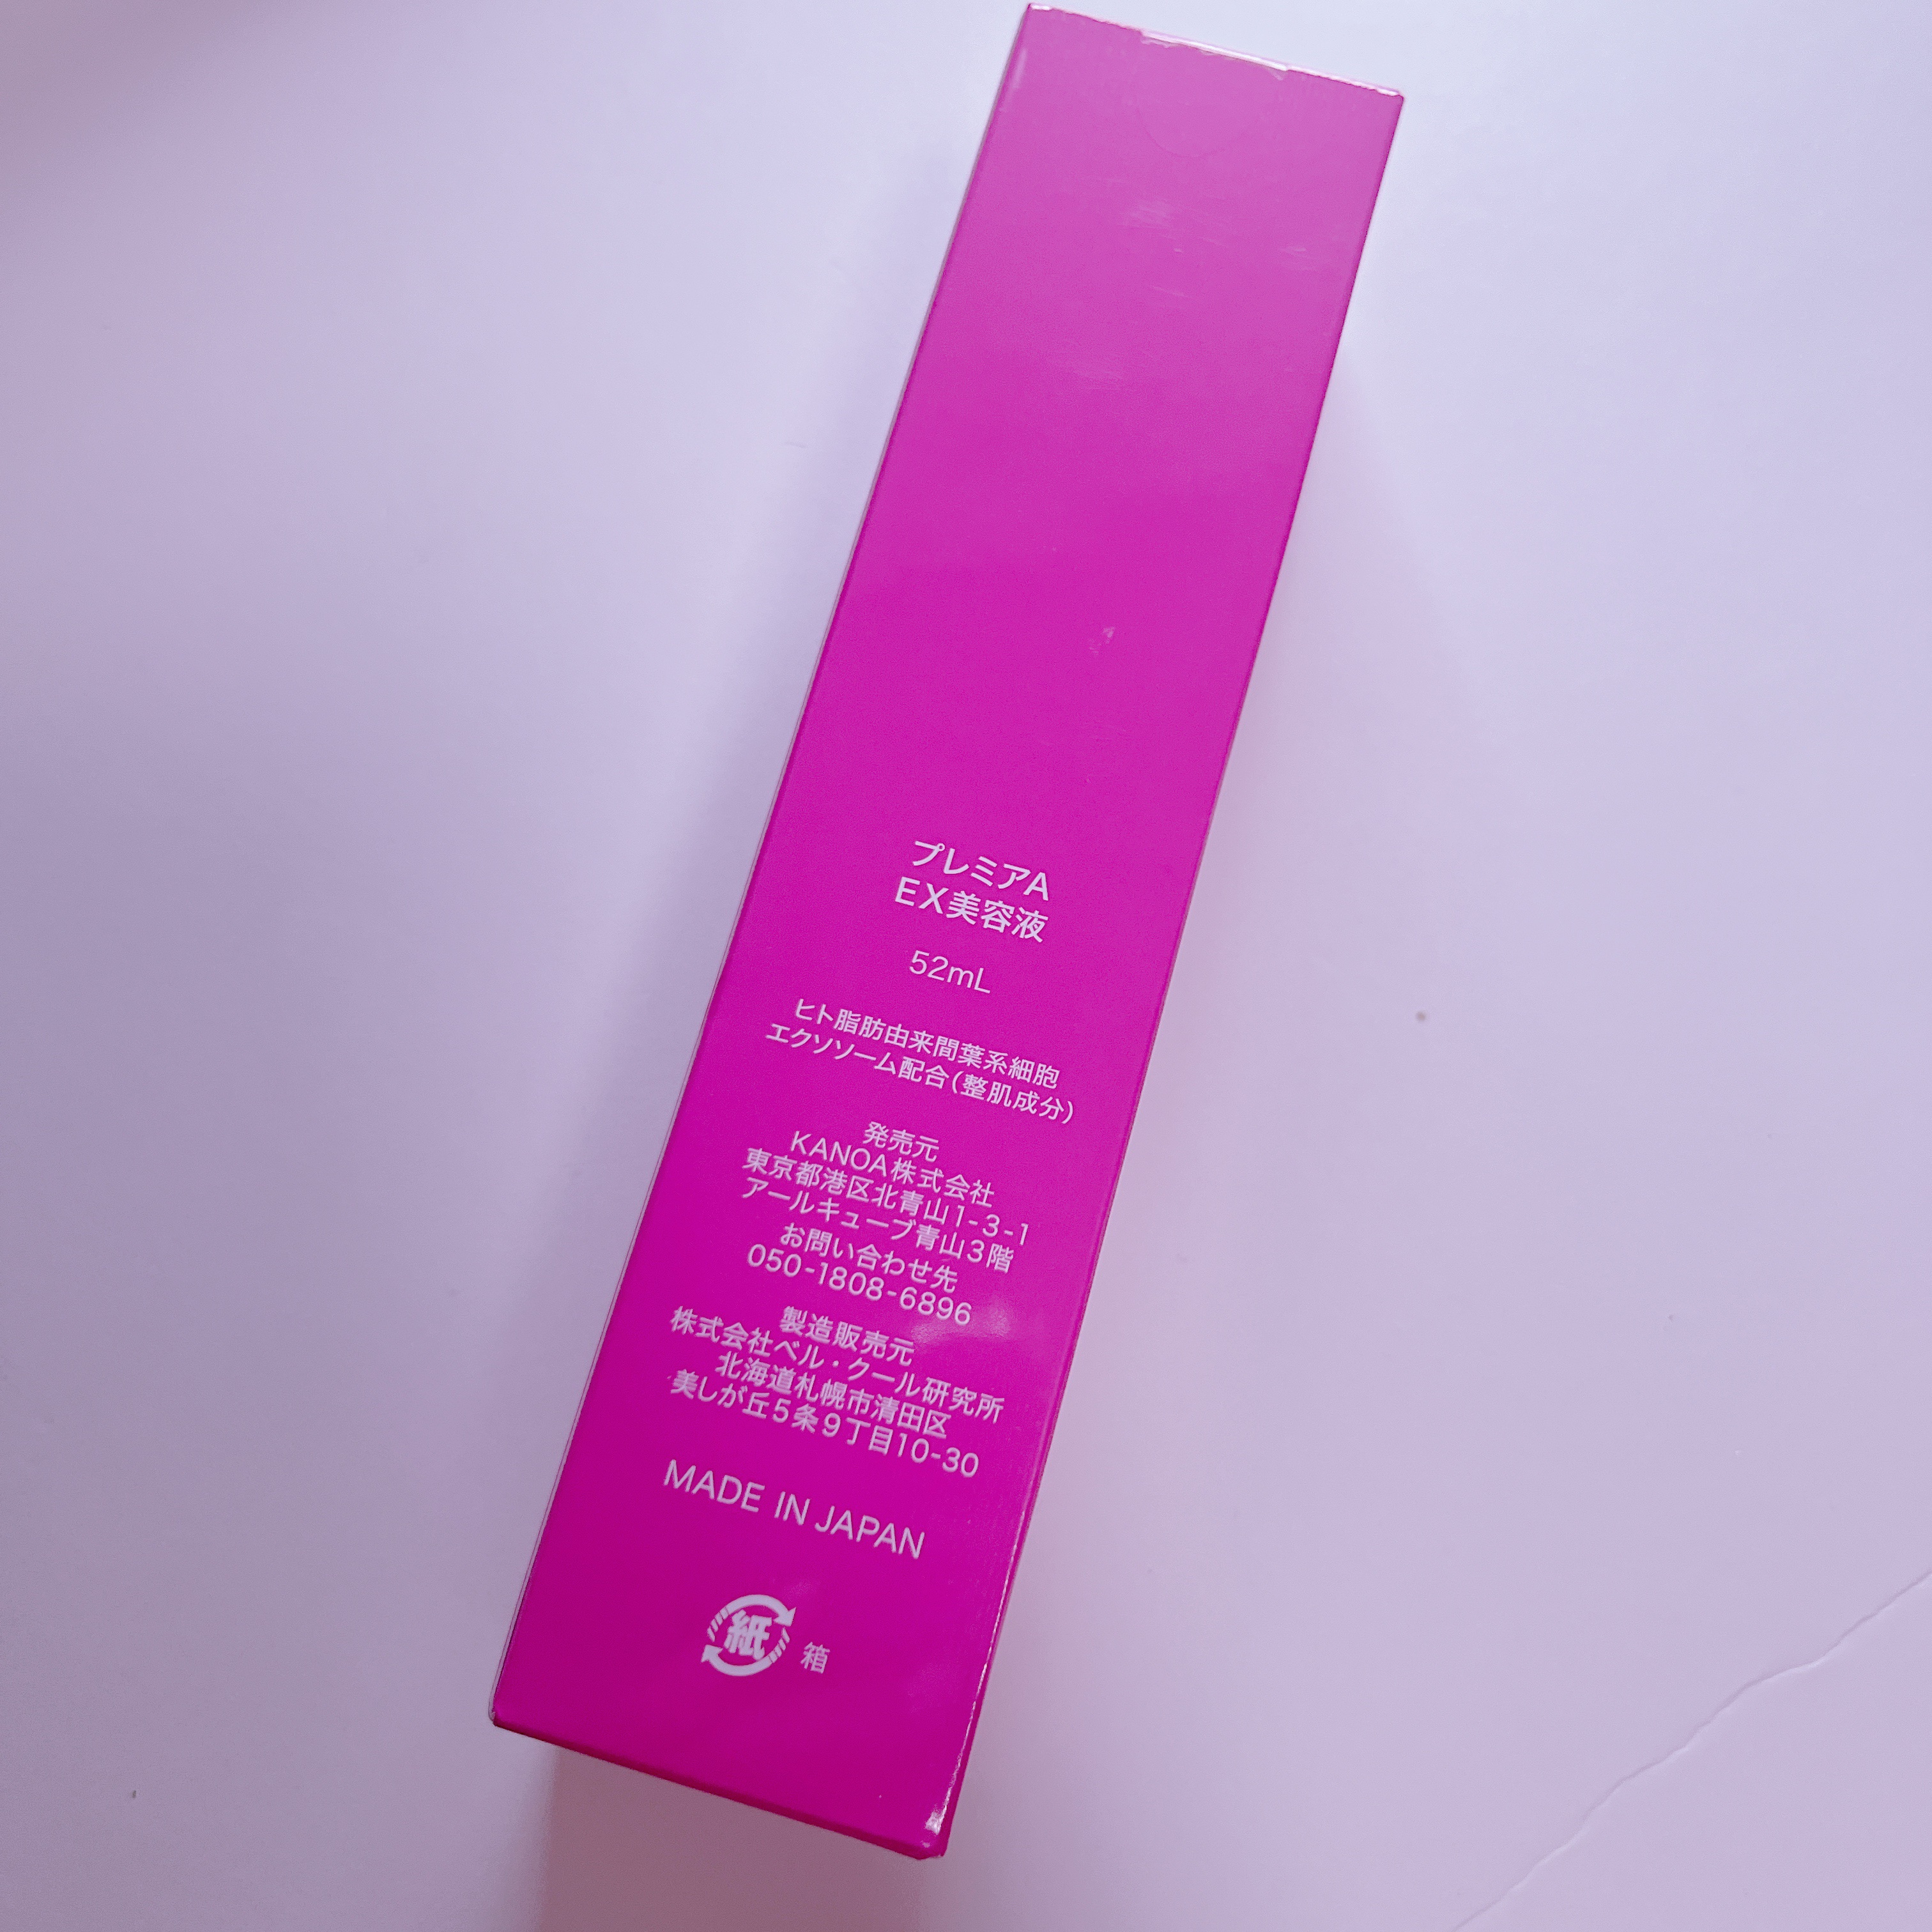 プレミアA
EX美容液
52mL
ヒト脂肪由来間葉系細胞
エクソソーム配合(整肌成分)
発売元
KANOA株式会社
東京都港区北青山1-3-1
アールキューブ青山3階
お問い合わせ先
050-1808-6896
製造販売元
株式会社ベル・クール研究所
北海道札幌市清田区
美しが丘5条9丁目10-30
MADE IN JAPAN
紙 箱